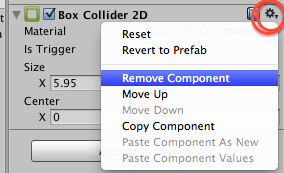 Box Collider 2D
Material
Is Trigger
Size
X 5.95
Center
X 0
A
Reset
Revert to Prefab
Remove Component
Move Up
Move Down
Copy Component
Paste Component As New
Paste Component Values